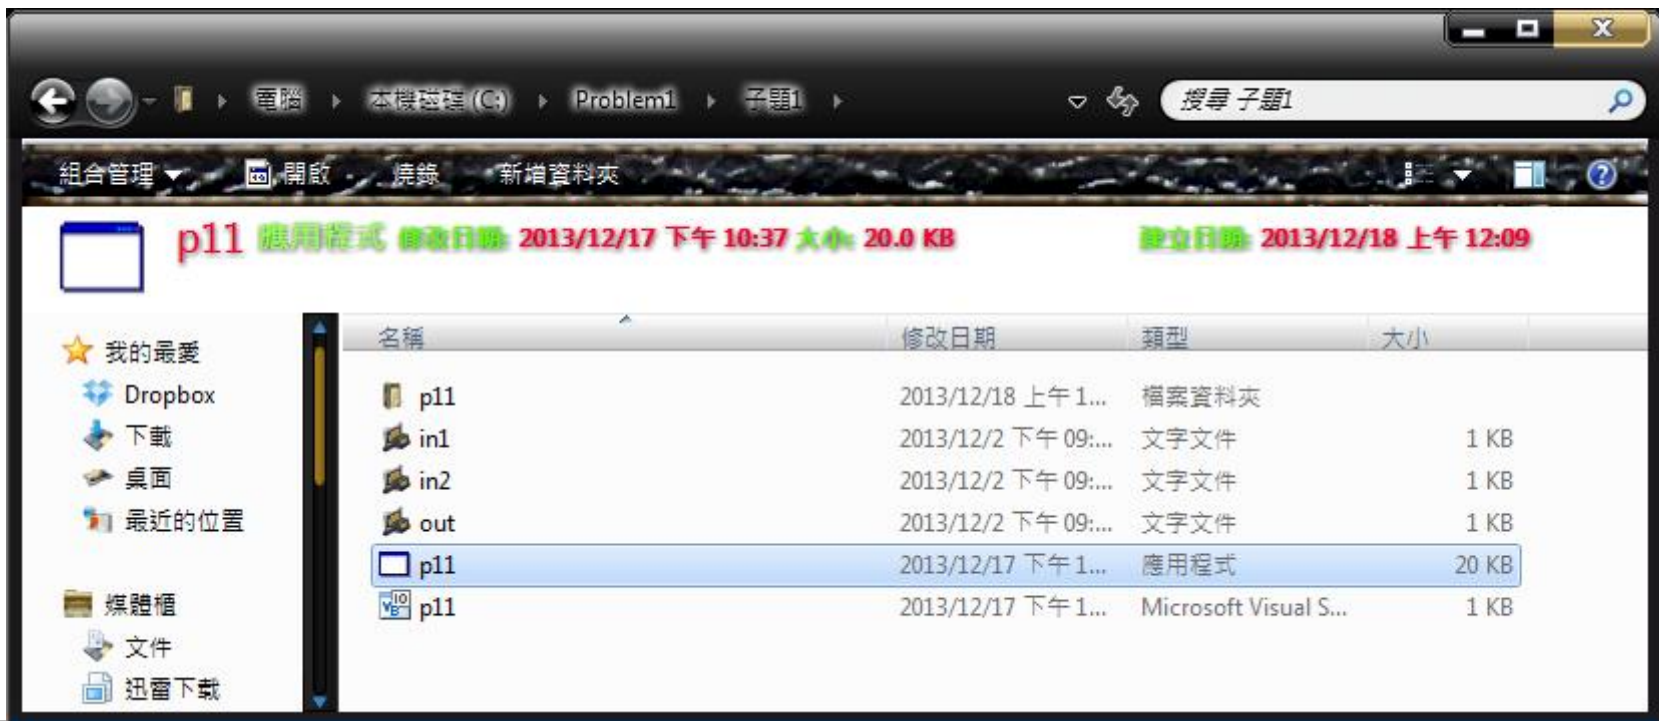 電腦 本機磁碟 (C:) Problem1 子題1 搜尋 子題1
組合管理 開啟 燒錄 新增資料夾
p11 應用程式 修改日期: 2013/12/17 下午 10:37 大小: 20.0 KB 建立日期: 2013/12/18 上午 12:09
名稱 修改日期 類型 大小
我的最愛
Dropbox
下載
桌面
最近的位置
媒體櫃
文件
迅雷下载
p11 2013/12/18 上午 1... 檔案資料夾
in1 2013/12/2 下午 09:... 文字文件 1 KB
in2 2013/12/2 下午 09:... 文字文件 1 KB
out 2013/12/2 下午 09:... 文字文件 1 KB
p11 2013/12/17 下午 1... 應用程式 20 KB
p11 2013/12/17 下午 1... Microsoft Visual S... 1 KB